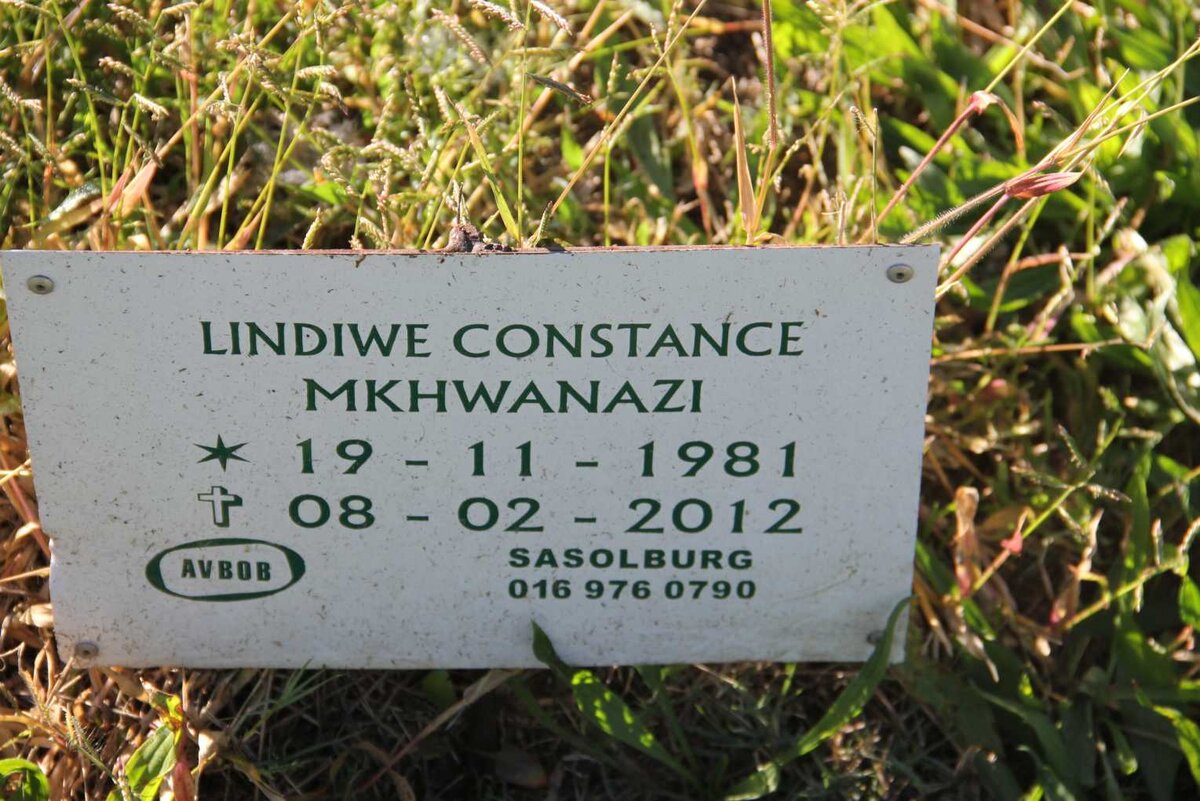 LINDIWE CONSTANCE
MKHWANAZI
19 - 11 - 1981
08 - 02 - 2012
AVBOB
SASOLBURG
016 976 0790